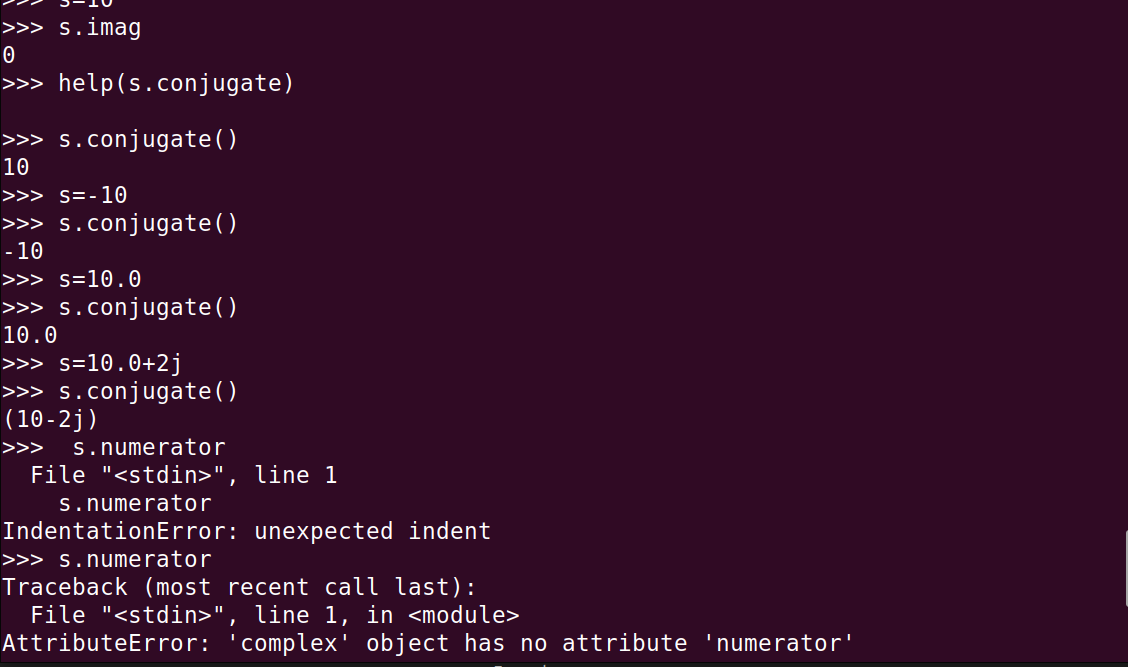 >>> s=10
>>> s.imag
0
>>> help(s.conjugate)

>>> s.conjugate()
10
>>> s=-10
>>> s.conjugate()
-10
>>> s=10.0
>>> s.conjugate()
10.0
>>> s=10.0+2j
>>> s.conjugate()
(10-2j)
>>>  s.numerator
  File "<stdin>", line 1
    s.numerator
IndentationError: unexpected indent
>>> s.numerator
Traceback (most recent call last):
  File "<stdin>", line 1, in <module>
AttributeError: 'complex' object has no attribute 'numerator'